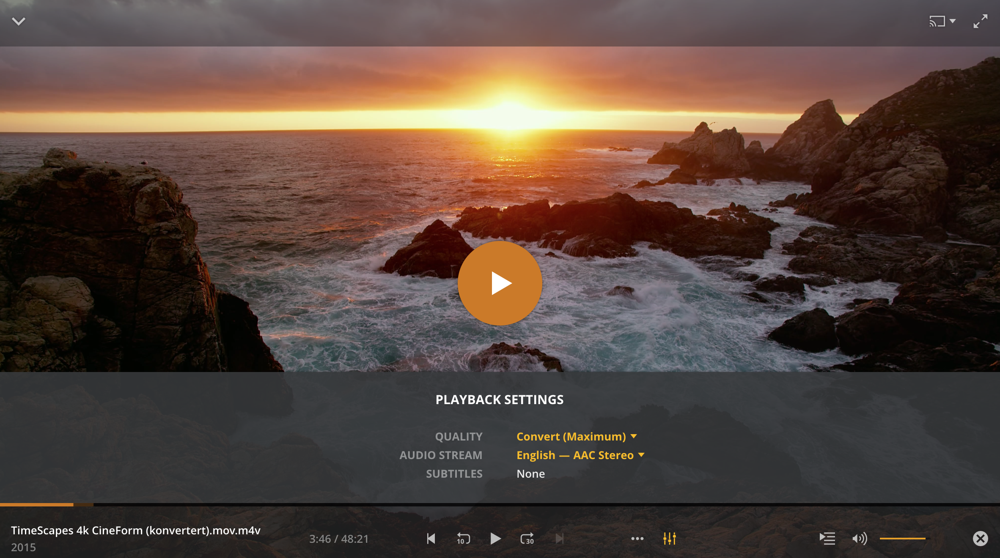 PLAYBACK SETTINGS
QUALITY Convert (Maximum)
AUDIO STREAM English — AAC Stereo
SUBTITLES None
TimeScapes 4k CineForm (konvertert).mov.m4v
2015
3:46 / 48:21
10
30